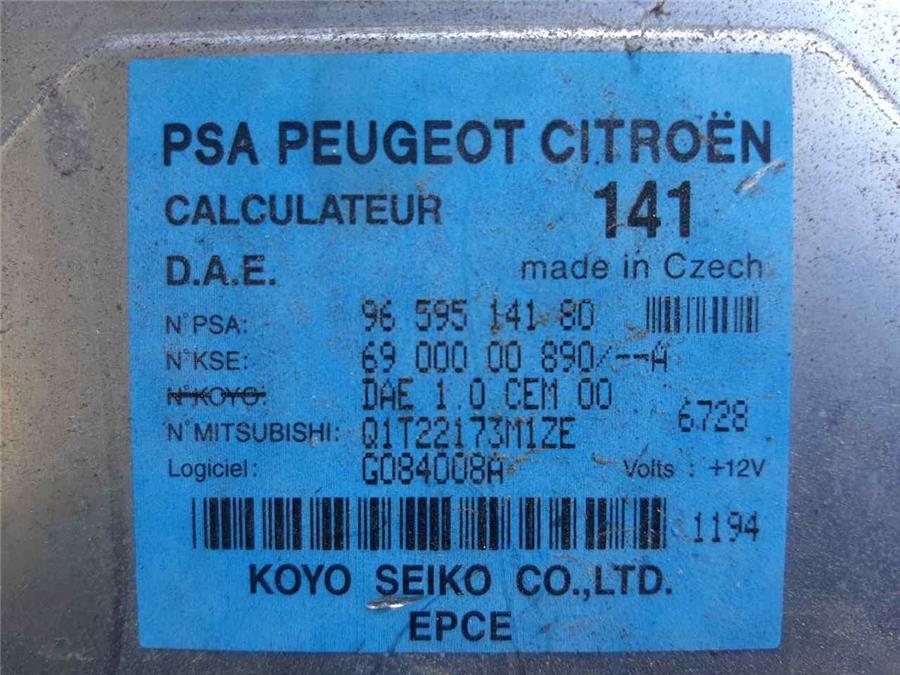 PSA PEUGEOT CITROËN
CALCULATEUR 141
D.A.E. made in Czech
N°PSA: 96 595 141 80
N°KSE: 69 000 00 890/--A
N°KOYO: DAE 1.0 CEM 00
6728
N°MITSUBISHI: Q1T22173M1ZE
Logiciel: G084008A Volts : +12V
1194
KOYO SEIKO CO.,LTD.
EPCE